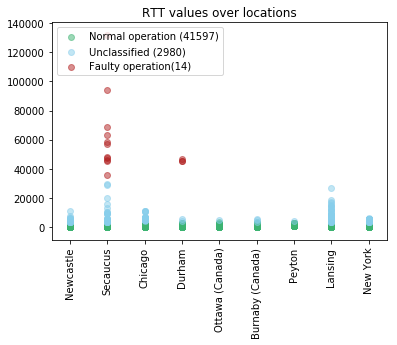 RTT values over locations
Normal operation (41597)
Unclassified (2980)
Faulty operation(14)
140000
120000
100000
80000
60000
40000
20000
0
Newcastle
Secaucus
Chicago
Durham
Ottawa (Canada)
Burnaby (Canada)
Peyton
Lansing
New York